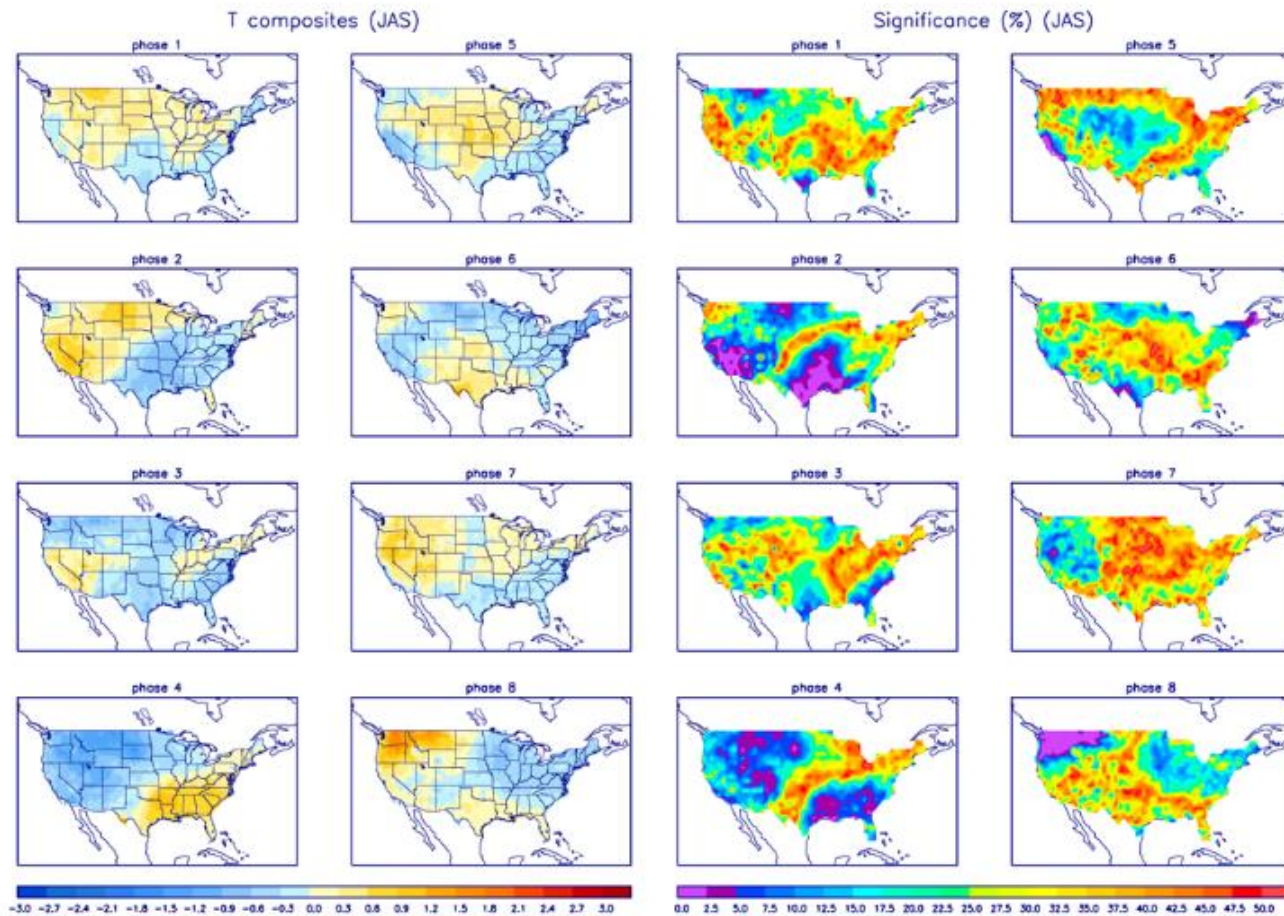 T composites (JAS) Significance (%) (JAS)
phase 1 phase 5 phase 1 phase 5
phase 2 phase 6 phase 2 phase 6
phase 3 phase 7 phase 3 phase 7
phase 4 phase 8 phase 4 phase 8
-3.0 -2.7 -2.4 -2.1 -1.8 -1.5 -1.2 -0.9 -0.6 -0.3 0.0 0.3 0.6 0.9 1.2 1.5 1.8 2.1 2.4 2.7 3.0 0.0 2.5 5.0 7.5 10.0 12.5 15.0 17.5 20.0 22.5 25.0 27.5 30.0 32.5 35.0 37.5 40.0 42.5 45.0 47.5 50.0